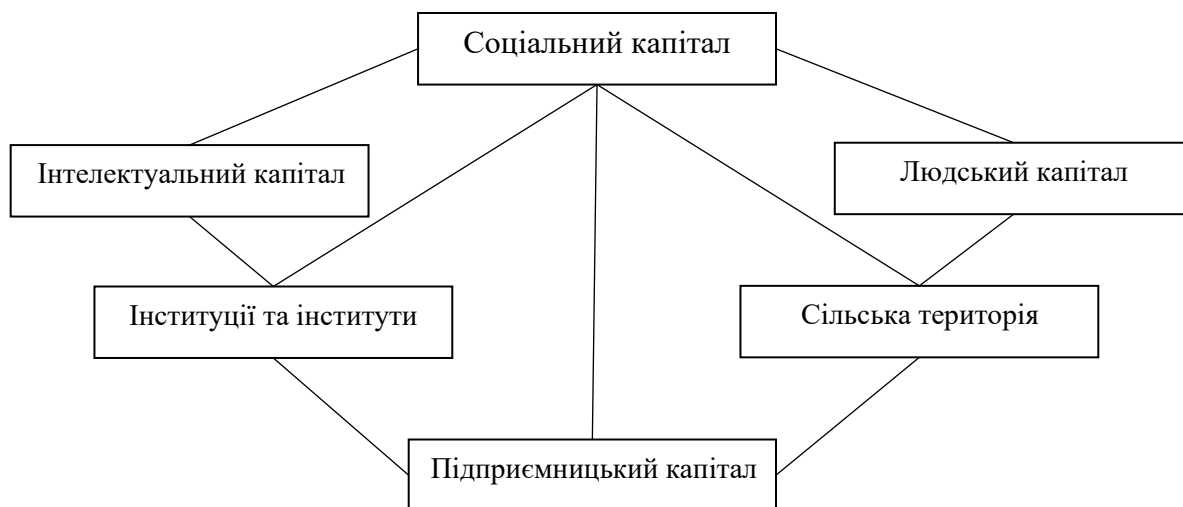 Соціальний капітал
Інтелектуальний капітал
Людський капітал
Інституції та інститути
Сільська територія
Підприємницький капітал